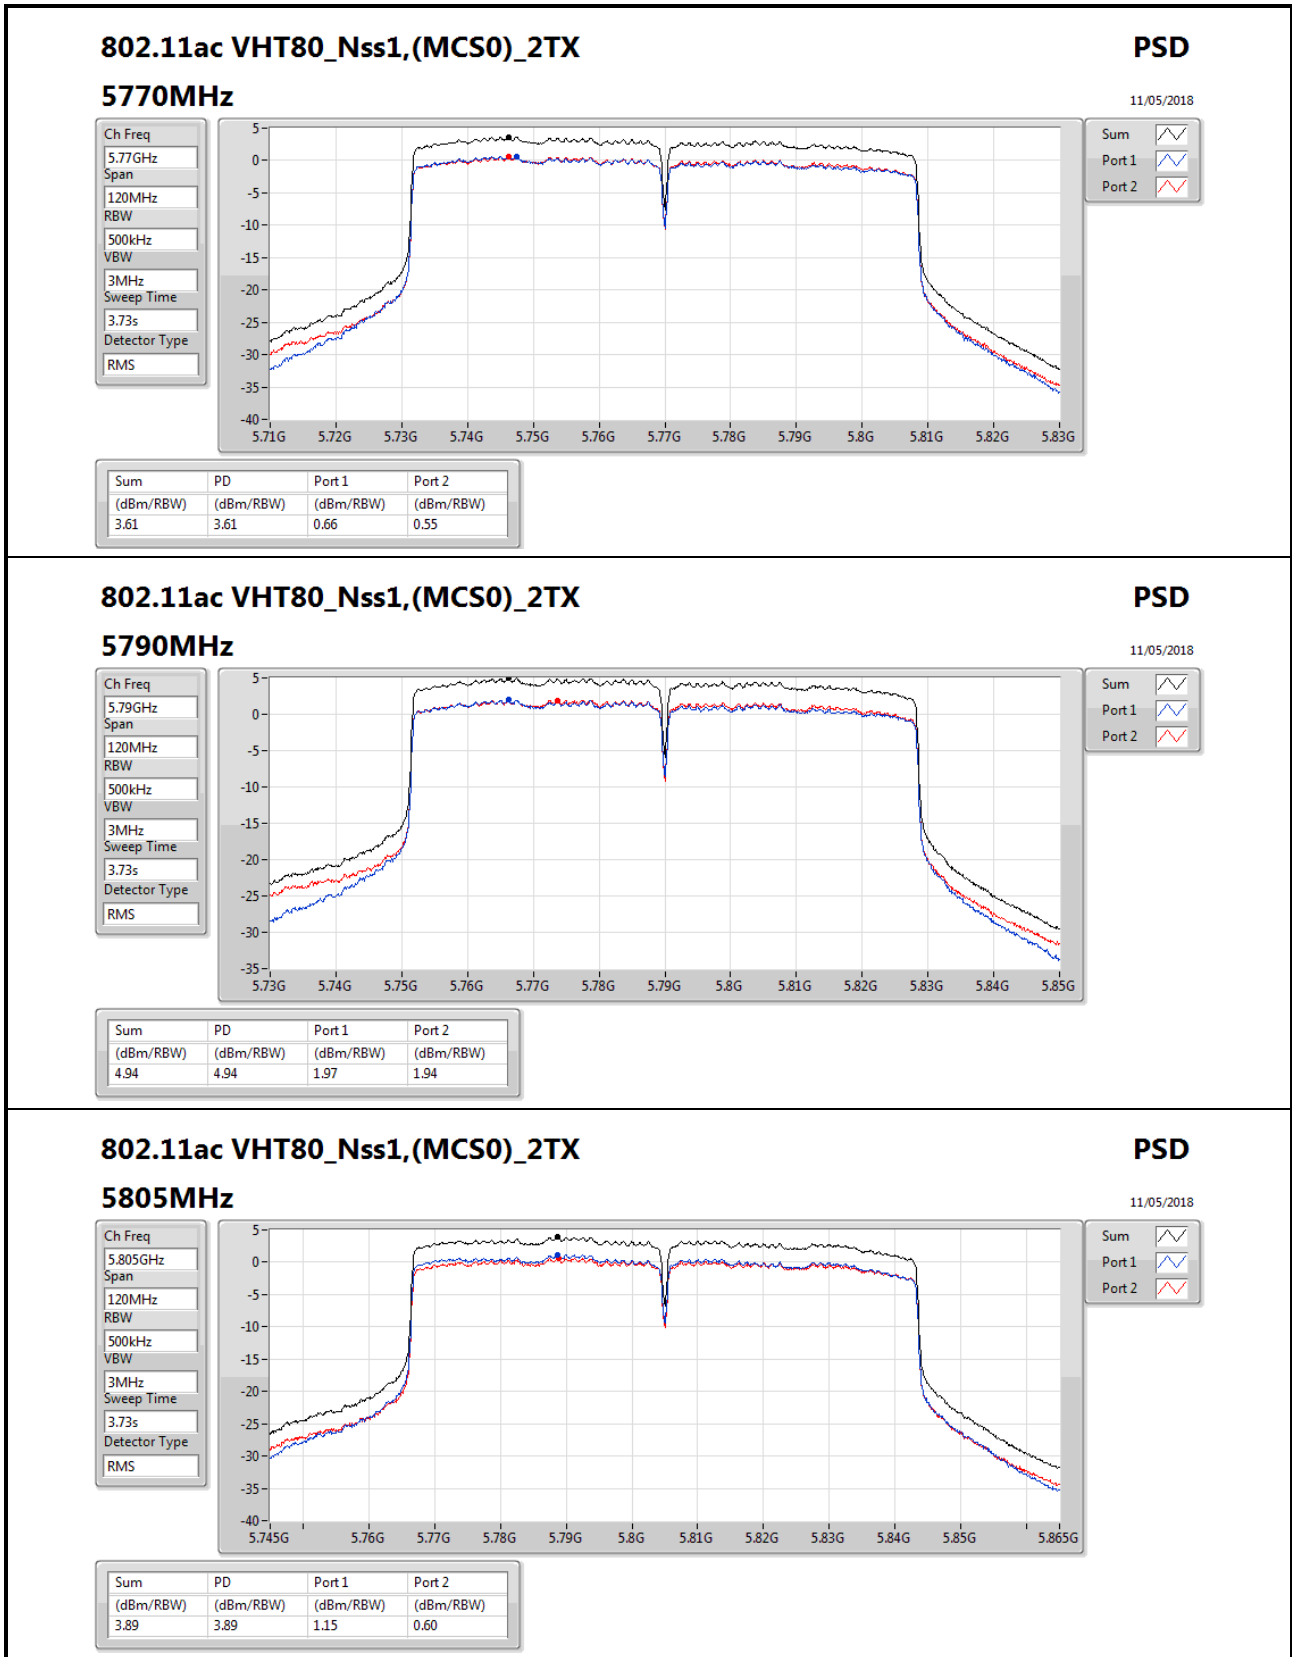 802.11ac VHT80_Nss1,(MCS0)_2TX PSD
5770MHz 11/05/2018
Ch Freq
5.77GHz
Span
120MHz
RBW
500kHz
VBW
3MHz
Sweep Time
3.73s
Detector Type
RMS
5
0
-5
-10
-15
-20
-25
-30
-35
-40
5.71G 5.72G 5.73G 5.74G 5.75G 5.76G 5.77G 5.78G 5.79G 5.8G 5.81G 5.82G 5.83G
Sum
Port 1
Port 2
Sum PD Port 1 Port 2
(dBm/RBW) (dBm/RBW) (dBm/RBW) (dBm/RBW)
3.61 3.61 0.66 0.55
802.11ac VHT80_Nss1,(MCS0)_2TX PSD
5790MHz 11/05/2018
Ch Freq
5.79GHz
Span
120MHz
RBW
500kHz
VBW
3MHz
Sweep Time
3.73s
Detector Type
RMS
5
0
-5
-10
-15
-20
-25
-30
-35
5.73G 5.74G 5.75G 5.76G 5.77G 5.78G 5.79G 5.8G 5.81G 5.82G 5.83G 5.84G 5.85G
Sum
Port 1
Port 2
Sum PD Port 1 Port 2
(dBm/RBW) (dBm/RBW) (dBm/RBW) (dBm/RBW)
4.94 4.94 1.97 1.94
802.11ac VHT80_Nss1,(MCS0)_2TX PSD
5805MHz 11/05/2018
Ch Freq
5.805GHz
Span
120MHz
RBW
500kHz
VBW
3MHz
Sweep Time
3.73s
Detector Type
RMS
5
0
-5
-10
-15
-20
-25
-30
-35
-40
5.745G 5.76G 5.77G 5.78G 5.79G 5.8G 5.81G 5.82G 5.83G 5.84G 5.85G 5.865G
Sum
Port 1
Port 2
Sum PD Port 1 Port 2
(dBm/RBW) (dBm/RBW) (dBm/RBW) (dBm/RBW)
3.89 3.89 1.15 0.60